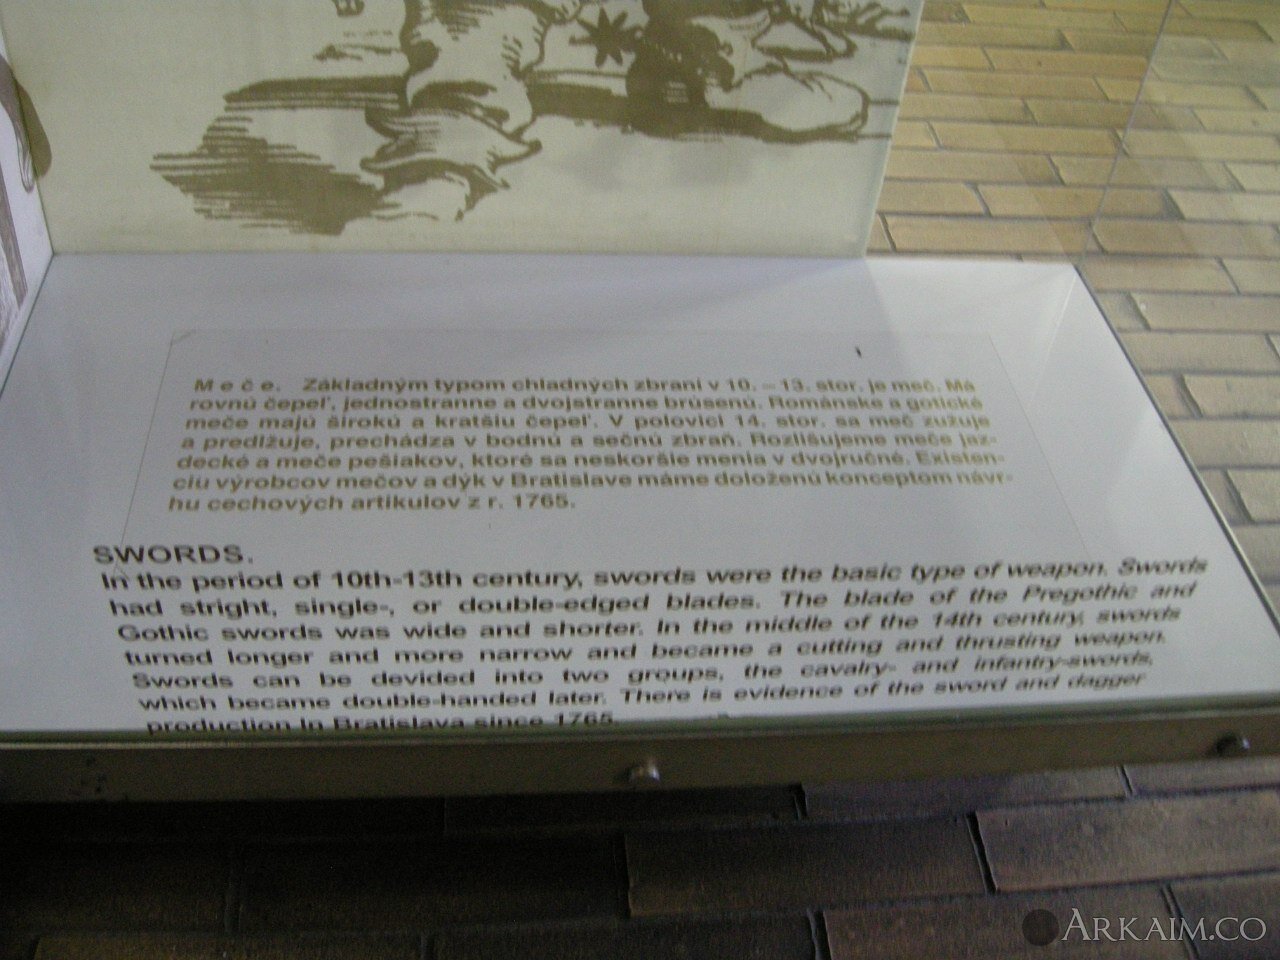 Meče. Základným typom chladných zbraní v 10. – 13. stor. je meč. Má
rovnú čepeľ, jednostranne a dvojstranne brúsenú. Románske a gotické
meče majú širokú a kratšiu čepeľ. V polovici 14. stor. sa meč zužuje
a predlžuje, prechádza v bodnú a sečnú zbraň. Rozlišujeme meče jaz-
decké a meče pešiakov, ktoré sa neskoršie menia v dvojručné. Existen-
ciu výrobcov mečov a dýk v Bratislave máme doloženú konceptom návr-
hu cechových artikulov z r. 1765.
SWORDS.
In the period of 10th-13th century, swords were the basic type of weapon. Swords
had stright, single-, or double-edged blades. The blade of the Pregothic and
Gothic swords was wide and shorter. In the middle of the 14th century, swords
turned longer and more narrow and became a cutting and thrusting weapon.
Swords can be devided into two groups, the cavalry- and infantry-swords,
which became double-handed later. There is evidence of the sword and dagger
production in Bratislava since 1765.
ARKAIM.CO